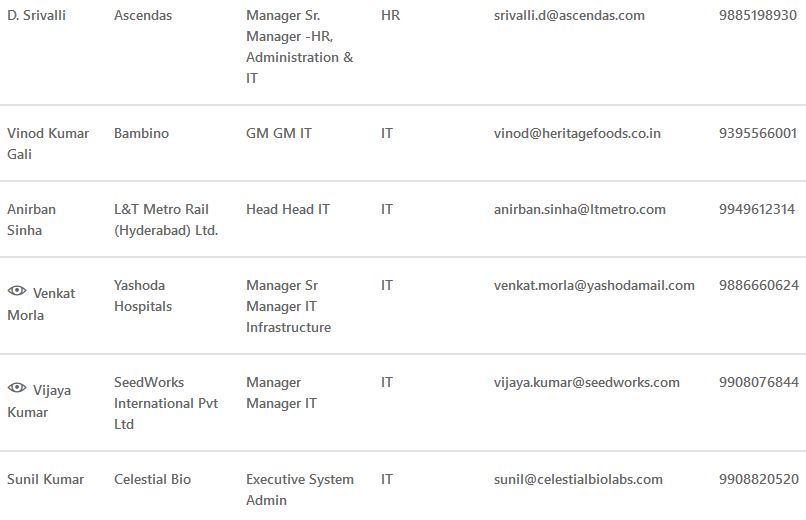 D. Srivalli Ascendas Manager Sr. HR srivalli.d@ascendas.com 9885198930
Manager -HR,
Administration &
IT
Vinod Kumar Bambino GM GM IT IT vinod@heritagefoods.co.in 9395566001
Gali
Anirban L&T Metro Rail Head Head IT IT anirban.sinha@ltmetro.com 9949612314
Sinha (Hyderabad) Ltd.
Venkat Yashoda Manager Sr IT venkat.morla@yashodamail.com 9886660624
Morla Hospitals Manager IT
Infrastructure
Vijaya SeedWorks Manager IT vijaya.kumar@seedworks.com 9908076844
Kumar International Pvt Manager IT
Ltd
Sunil Kumar Celestial Bio Executive System IT sunil@celestialbiolabs.com 9908820520
Admin